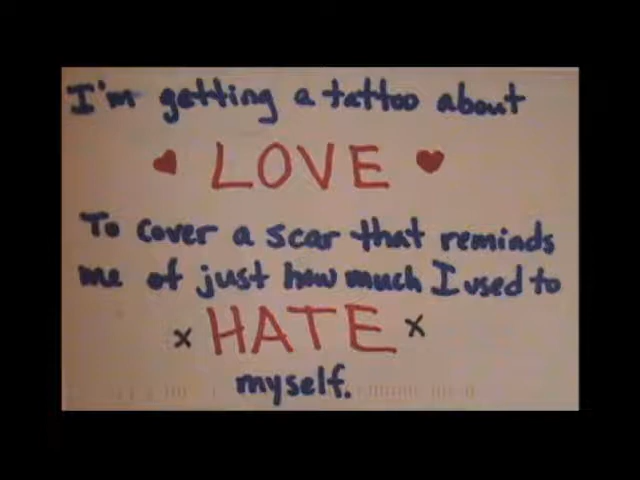 I'm getting a tattoo about
♥ LOVE ♥
To cover a scar that reminds
me of just how much I used to
x HATE x
myself.